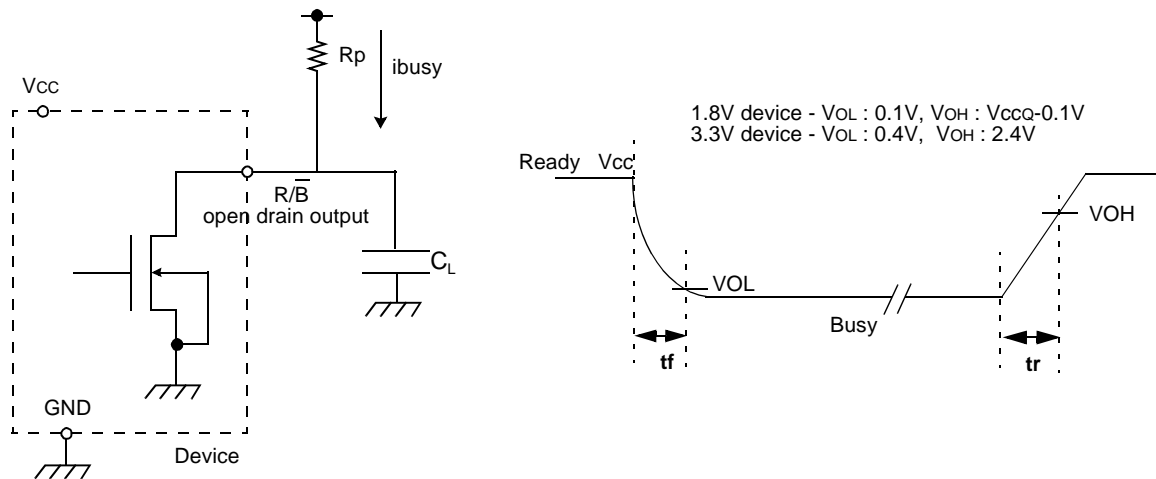 Rp
ibusy
VCC
R/B̅
open drain output
CL
GND
Device
1.8V device - VOL : 0.1V, VOH : VCCQ-0.1V
3.3V device - VOL : 0.4V, VOH : 2.4V
Ready Vcc
VOH
VOL
Busy
tf
tr